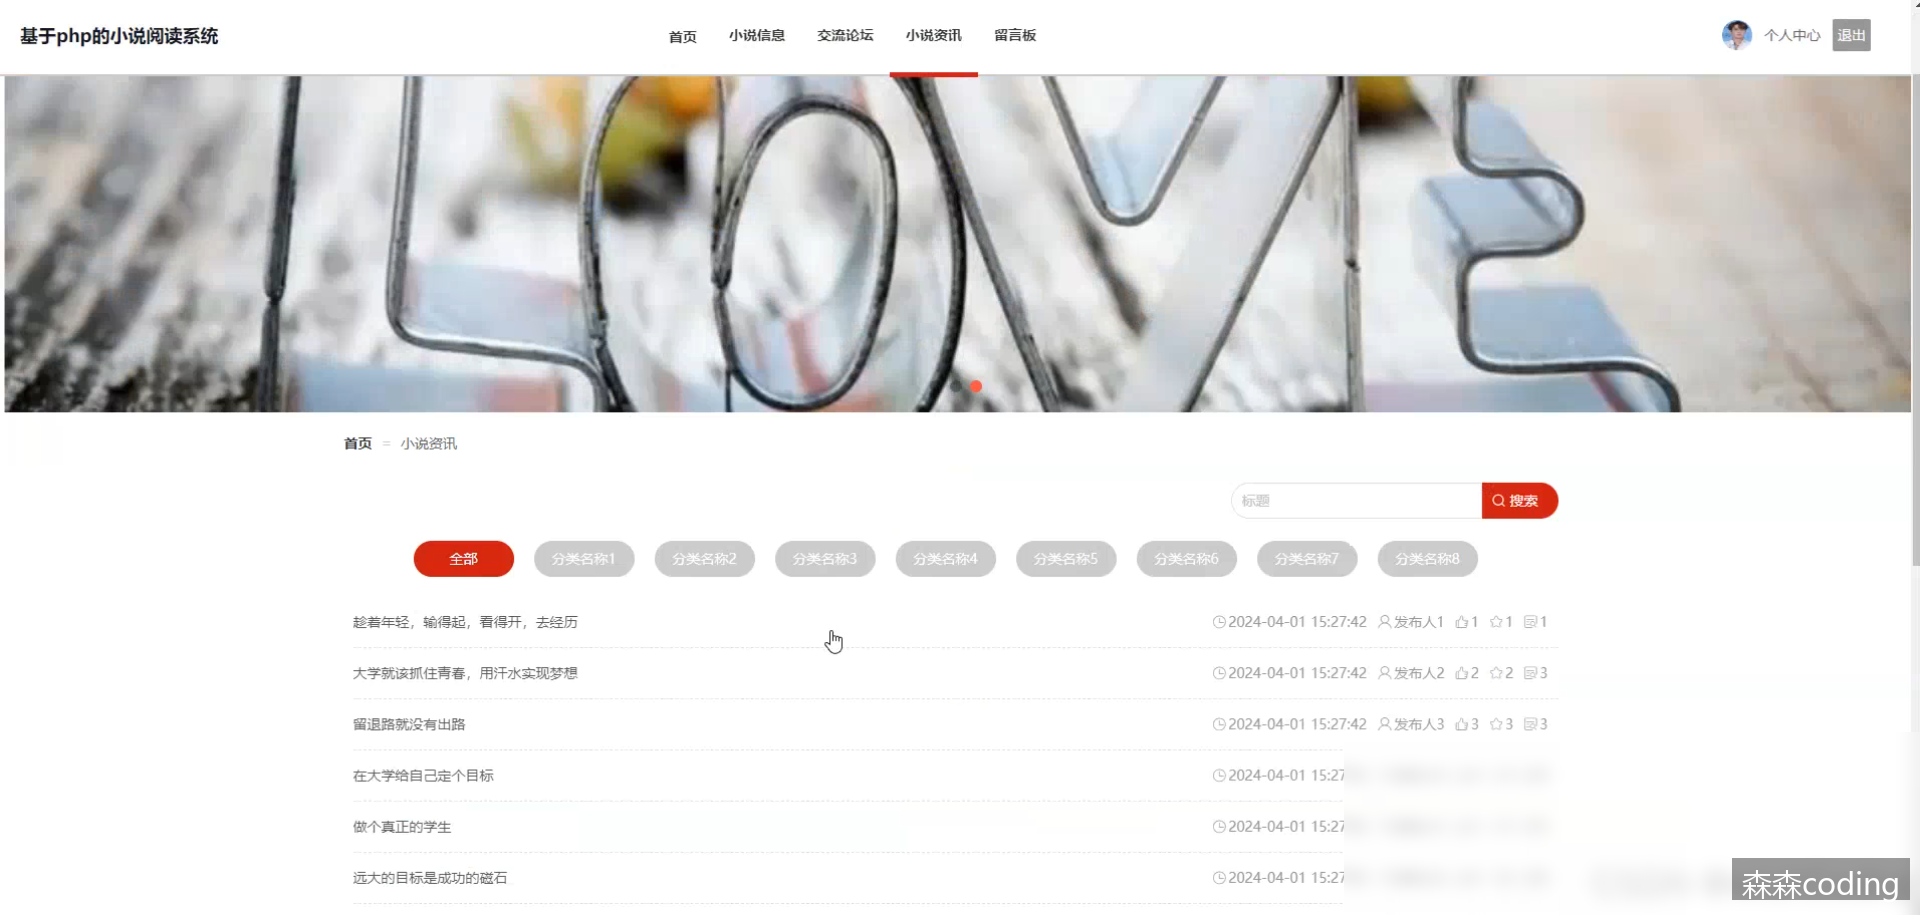 基于php的小说阅读系统 首页 小说信息 交流论坛 小说资讯 留言板 个人中心 退出
LOVE
首页 = 小说资讯
标题 搜索
全部 分类名称1 分类名称2 分类名称3 分类名称4 分类名称5 分类名称6 分类名称7 分类名称8
趁着年轻，输得起，看得开，去经历 2024-04-01 15:27:42 发布人1 1 1 1
大学就该抓住青春，用汗水实现梦想 2024-04-01 15:27:42 发布人2 2 2 3
留退路就没有出路 2024-04-01 15:27:42 发布人3 3 3 3
在大学给自己定个目标 2024-04-01 15:27
做个真正的学生 2024-04-01 15:27
远大的目标是成功的磁石 2024-04-01 15:27
森森coding